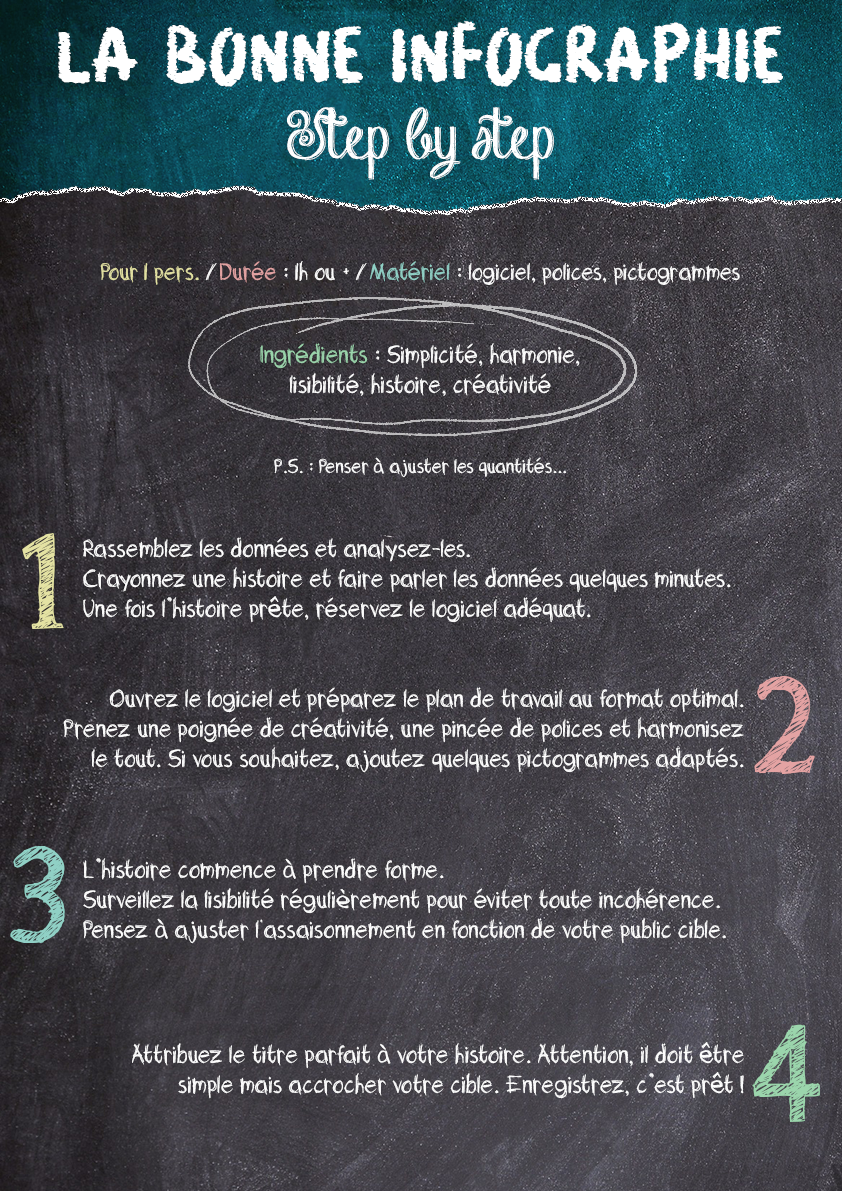 LA BONNE INFOGRAPHIE
Step by step
Pour 1 pers. / Durée : 1h ou + / Matériel : logiciel, polices, pictogrammes
Ingrédients : Simplicité, harmonie,
lisibilité, histoire, créativité
P.S. : Penser à ajuster les quantités...
1
Rassemblez les données et analysez-les.
Crayonnez une histoire et faire parler les données quelques minutes.
Une fois l'histoire prête, réservez le logiciel adéquat.
2
Ouvrez le logiciel et préparez le plan de travail au format optimal.
Prenez une poignée de créativité, une pincée de polices et harmonisez
le tout. Si vous souhaitez, ajoutez quelques pictogrammes adaptés.
3
L'histoire commence à prendre forme.
Surveillez la lisibilité régulièrement pour éviter toute incohérence.
Pensez à ajuster l'assaisonnement en fonction de votre public cible.
4
Attribuez le titre parfait à votre histoire. Attention, il doit être
simple mais accrocher votre cible. Enregistrez, c'est prêt !